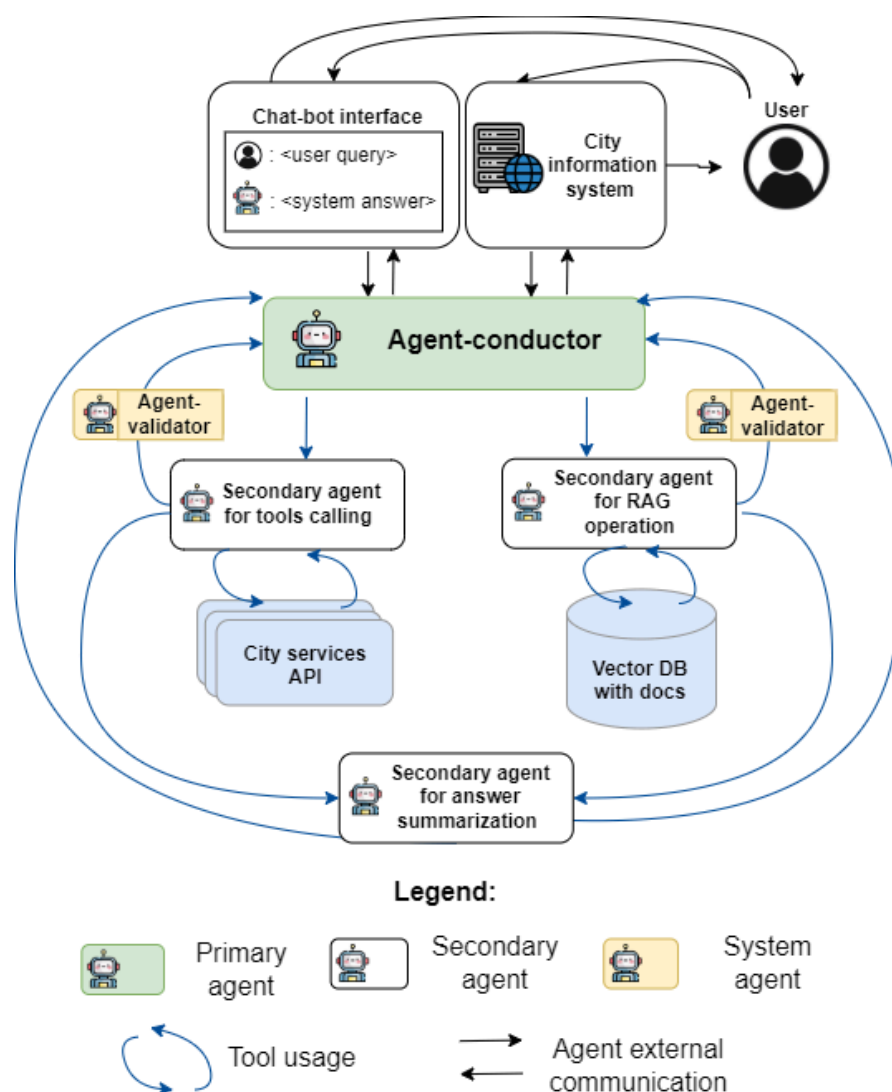 User
Chat-bot interface
: <user query>
: <system answer>
City
information
system
Agent-conductor
Agent-
validator
Agent-
validator
Secondary agent
for tools calling
Secondary agent
for RAG
operation
City services
API
Vector DB
with docs
Secondary agent
for answer
summarization
Legend:
Primary
agent
Secondary
agent
System
agent
Tool usage
Agent external
communication